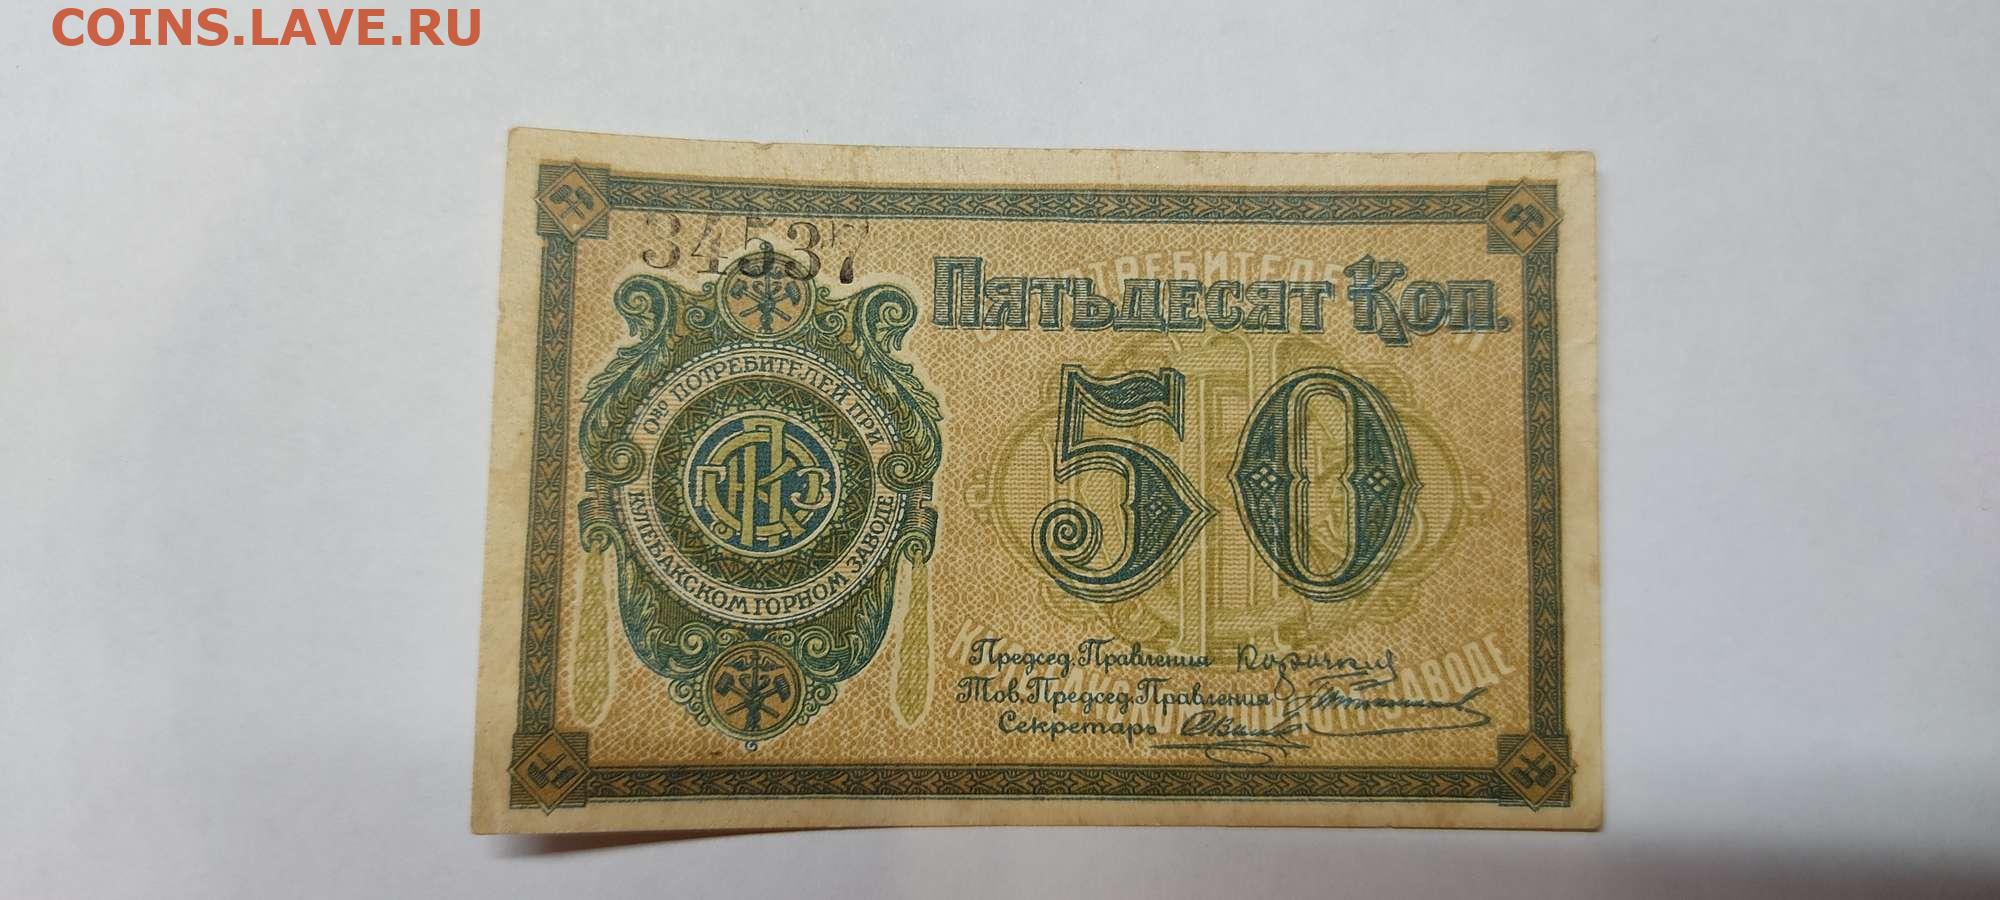 COINS.LAVE.RU
34537
Пятьдесят Коп.
50
О-во ПОТРЕБИТЕЛЕЙ ПРИ
КУЛЕБАКСКОМ ГОРНОМ ЗАВОДЕ
Председ. Правления
Тов. Председ. Правления
Секретарь